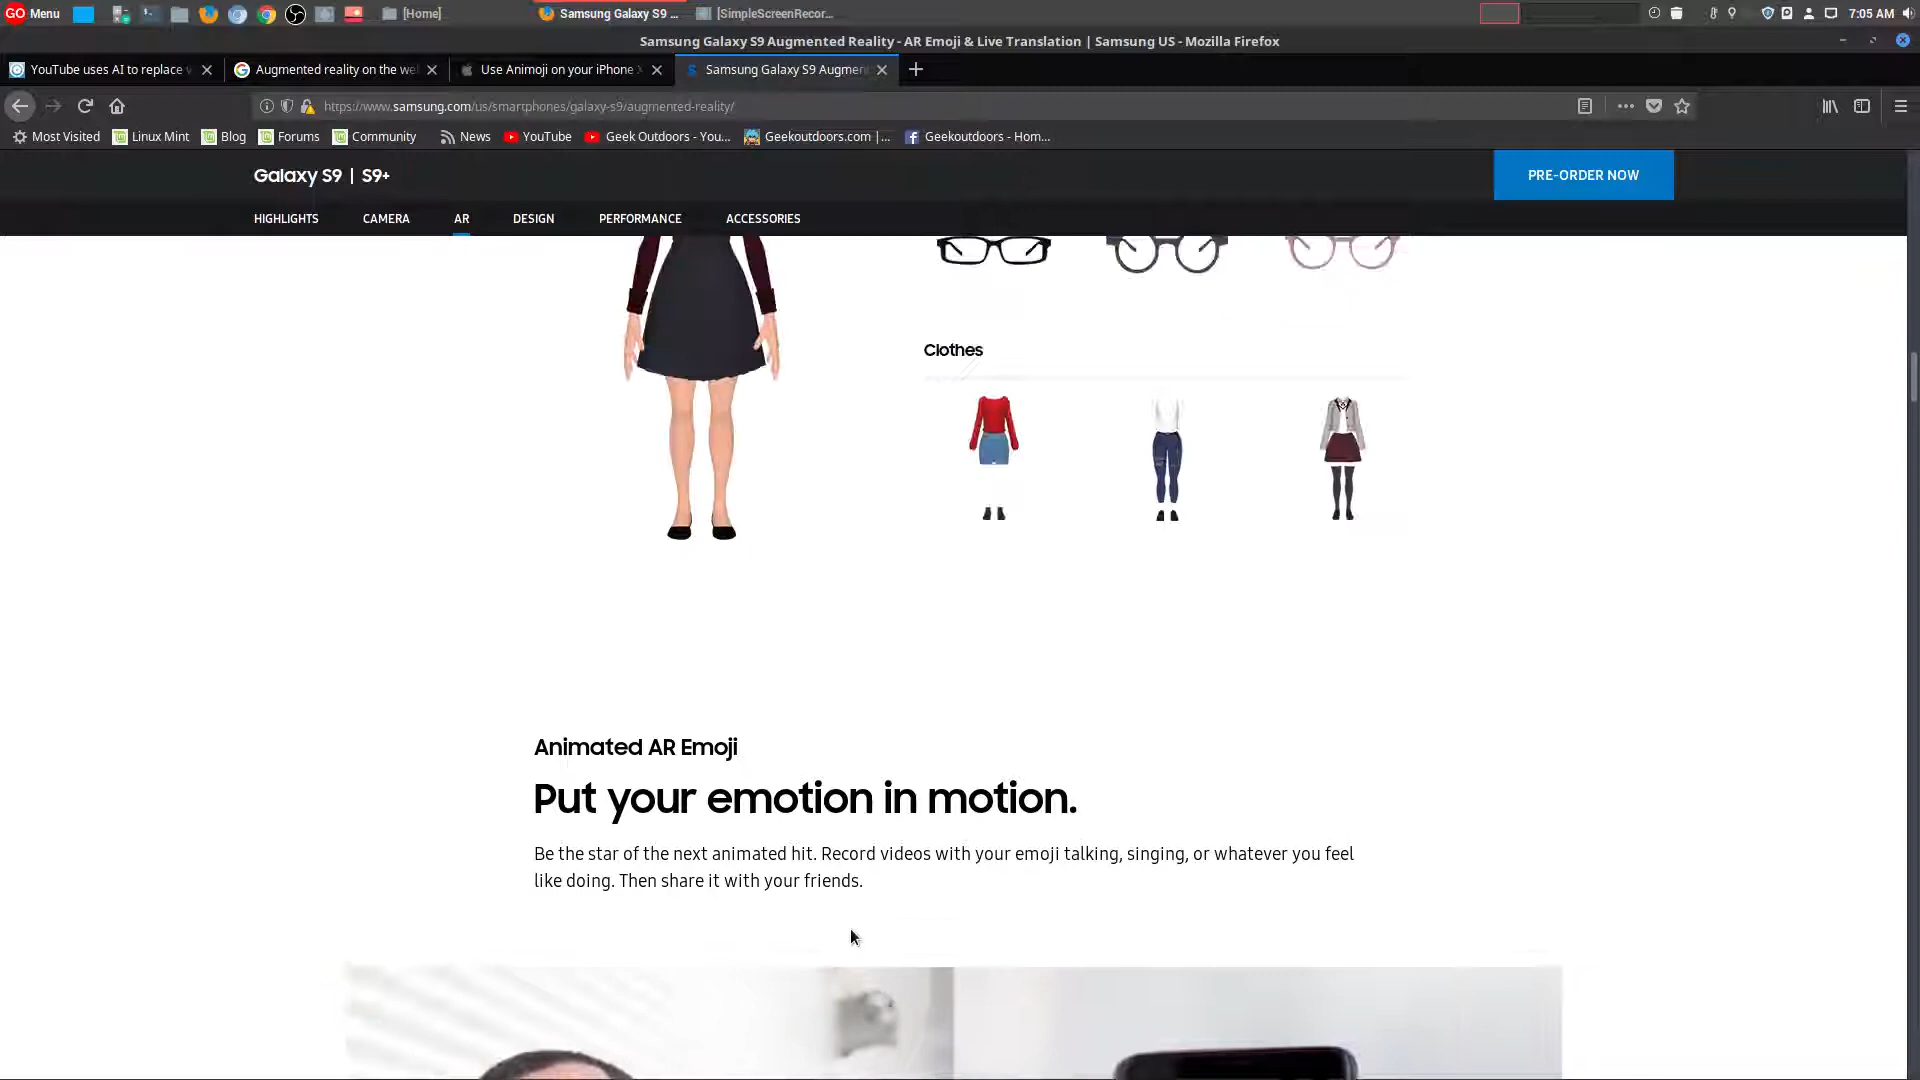 GO Menu
[Home]
Samsung Galaxy S9 ...
[SimpleScreenRecor...
7:05 AM
Samsung Galaxy S9 Augmented Reality - AR Emoji & Live Translation | Samsung US - Mozilla Firefox
YouTube uses AI to replace v
Augmented reality on the we
Use Animoji on your iPhone
Samsung Galaxy S9 Augmen
https://www.samsung.com/us/smartphones/galaxy-s9/augmented-reality/
Most Visited
Linux Mint
Blog
Forums
Community
News
YouTube
Geek Outdoors - You...
Geekoutdoors.com |...
Geekoutdoors - Hom...
Galaxy S9 | S9+
PRE-ORDER NOW
HIGHLIGHTS
CAMERA
AR
DESIGN
PERFORMANCE
ACCESSORIES
Clothes
Animated AR Emoji
Put your emotion in motion.
Be the star of the next animated hit. Record videos with your emoji talking, singing, or whatever you feel
like doing. Then share it with your friends.